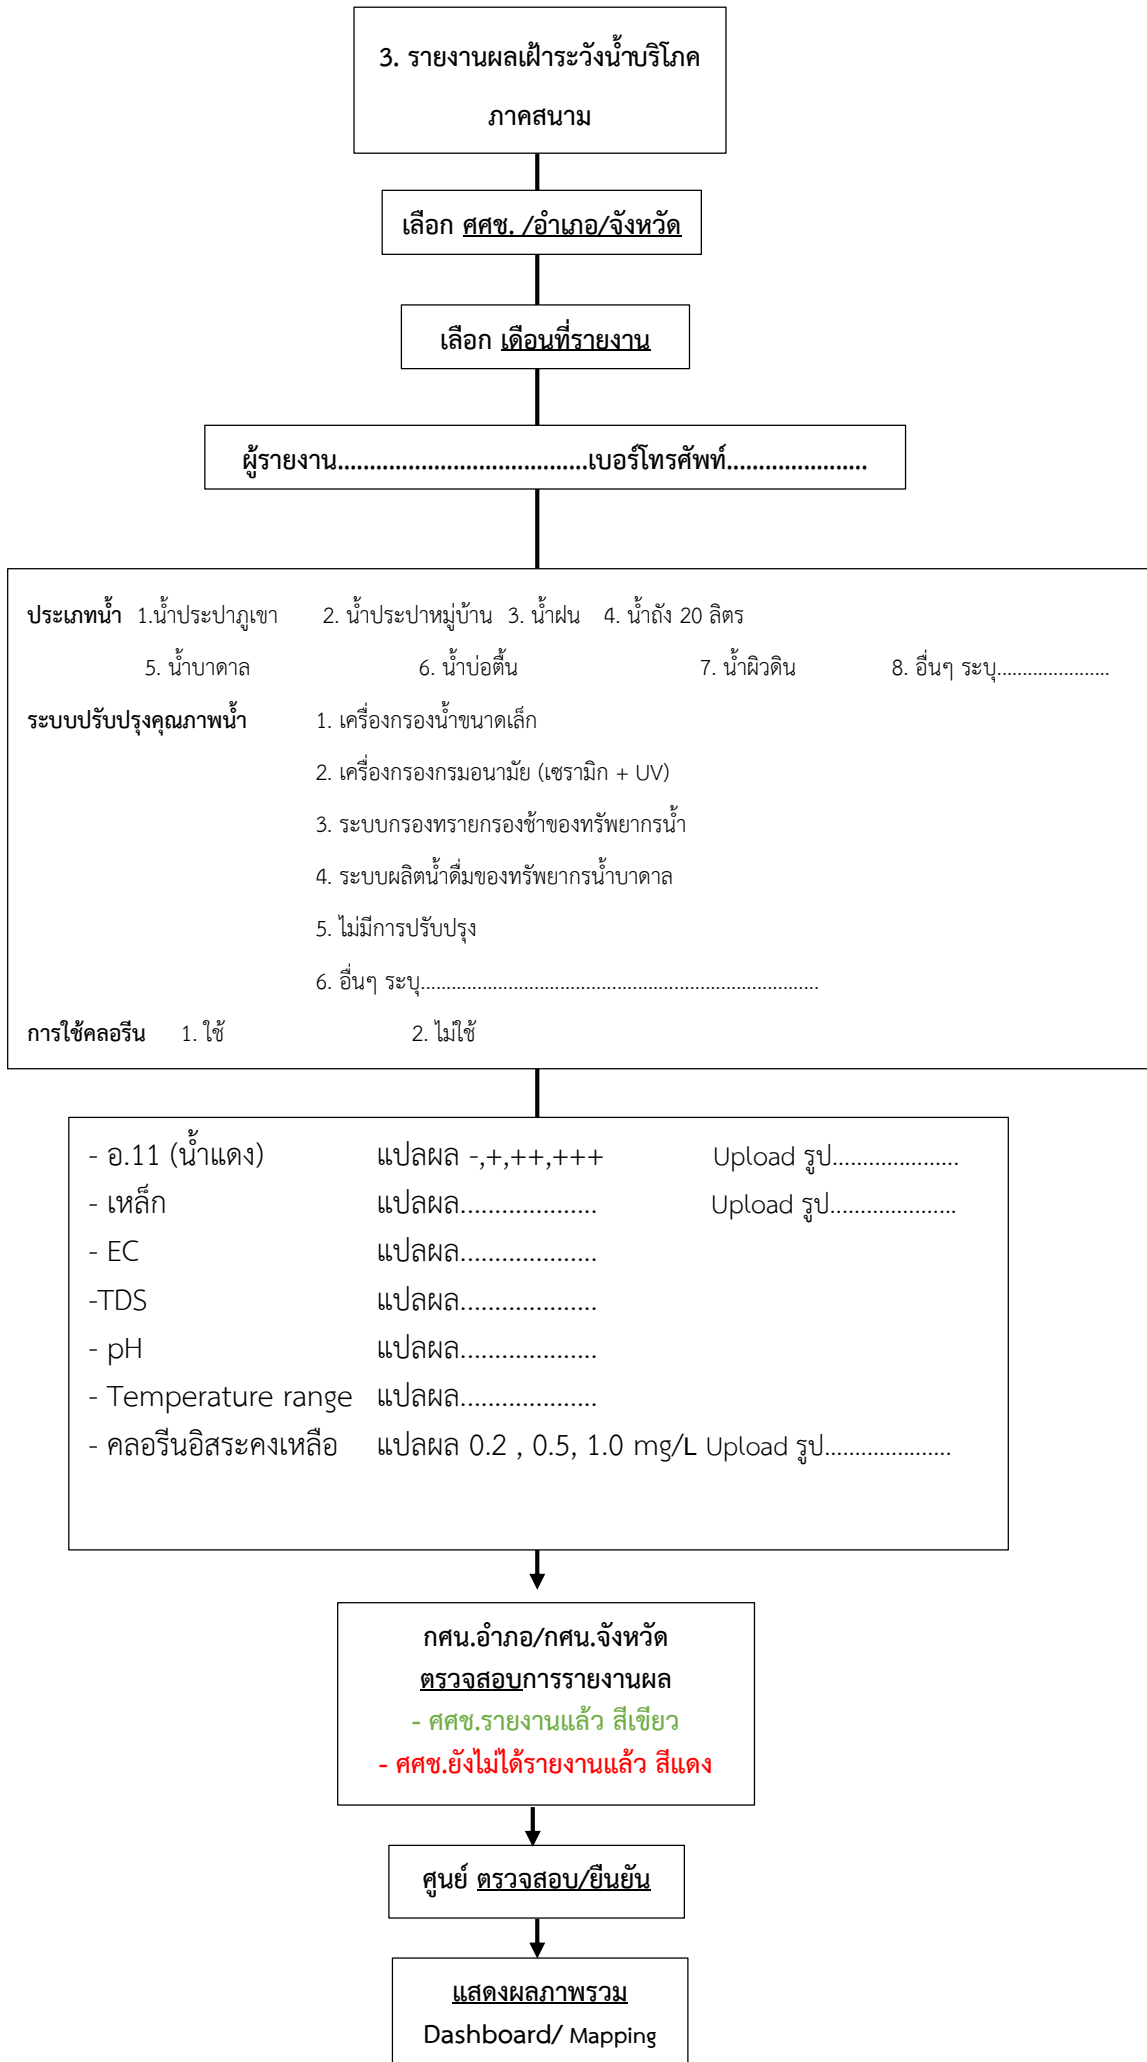 3. รายงานผลเฝ้าระวังน้ำบริโภค
ภาคสนาม
เลือก ศศช. /อำเภอ/จังหวัด
เลือก เดือนที่รายงาน
ผู้รายงาน.......................................เบอร์โทรศัพท์......................
ประเภทน้ำ 1.น้ำประปาภูเขา 2. น้ำประปาหมู่บ้าน 3. น้ำฝน 4. น้ำถัง 20 ลิตร
5. น้ำบาดาล 6. น้ำบ่อตื้น 7. น้ำผิวดิน 8. อื่นๆ ระบุ......................
ระบบปรับปรุงคุณภาพน้ำ 1. เครื่องกรองน้ำขนาดเล็ก
2. เครื่องกรองกรมอนามัย (เซรามิก + UV)
3. ระบบกรองทรายกรองช้าของทรัพยากรน้ำ
4. ระบบผลิตน้ำดื่มของทรัพยากรน้ำบาดาล
5. ไม่มีการปรับปรุง
6. อื่นๆ ระบุ.............................................................................
การใช้คลอรีน 1. ใช้ 2. ไม่ใช้
- อ.11 (น้ำแดง) แปลผล -,+,++,+++ Upload รูป.....................
- เหล็ก แปลผล.................... Upload รูป.....................
- EC แปลผล....................
-TDS แปลผล....................
- pH แปลผล....................
- Temperature range แปลผล....................
- คลอรีนอิสระคงเหลือ แปลผล 0.2 , 0.5, 1.0 mg/L Upload รูป.....................
กศน.อำภอ/กศน.จังหวัด
ตรวจสอบการรายงานผล
- ศศช.รายงานแล้ว สีเขียว
- ศศช.ยังไม่ได้รายงานแล้ว สีแดง
ศูนย์ ตรวจสอบ/ยืนยัน
แสดงผลภาพรวม
Dashboard/ Mapping